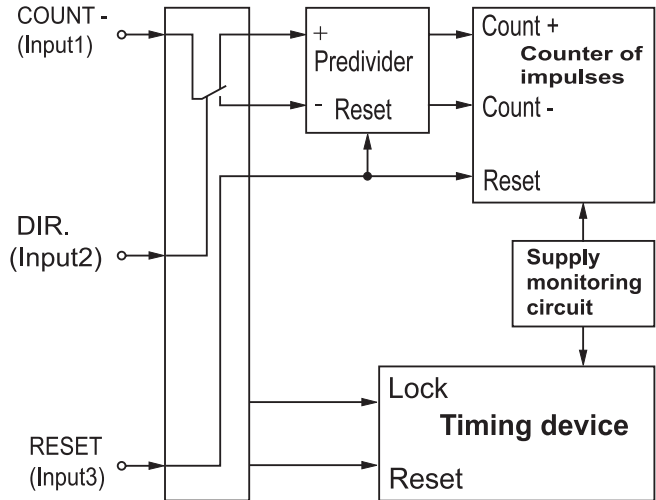 COUNT -
(Input1)
DIR.
(Input2)
RESET
(Input3)
+
Predivider
-
Reset
Count +
Counter of
impulses
Count -
Reset
Supply
monitoring
circuit
Lock
Timing device
Reset